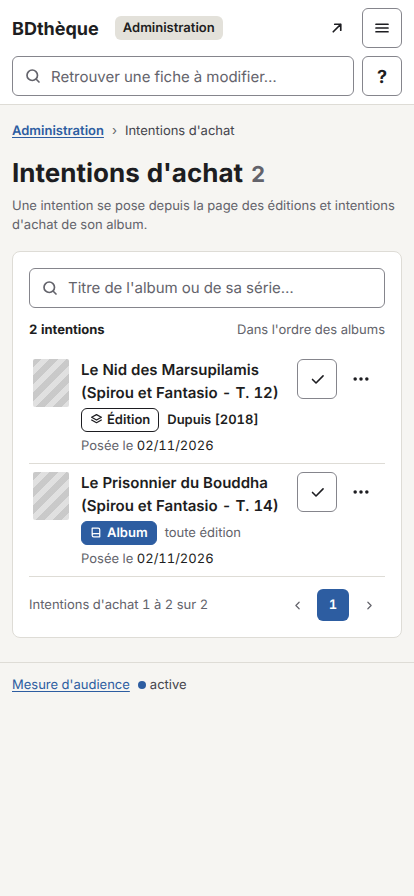 BDthèque Administration
Retrouver une fiche à modifier... ?
Administration › Intentions d'achat
Intentions d'achat 2
Une intention se pose depuis la page des éditions et intentions
d'achat de son album.
Titre de l'album ou de sa série...
2 intentions Dans l'ordre des albums
Le Nid des Marsupilamis
(Spirou et Fantasio - T. 12)
Édition Dupuis [2018]
Posée le 02/11/2026
Le Prisonnier du Bouddha
(Spirou et Fantasio - T. 14)
Album toute édition
Posée le 02/11/2026
Intentions d'achat 1 à 2 sur 2 ‹ 1 ›
Mesure d'audience active